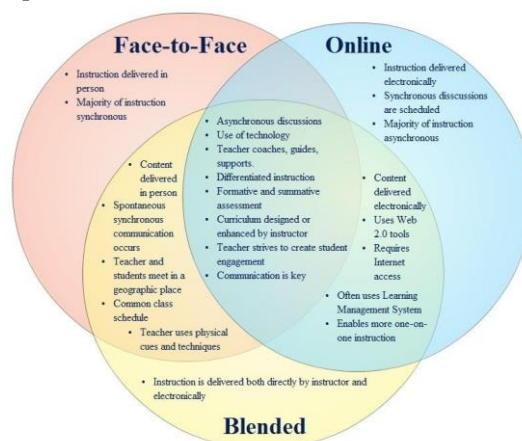 Face-to-Face
Online
• Instruction delivered in
person
• Majority of instruction
synchronous
• Instruction delivered
electronically
• Synchronous disscussions
are scheduled
• Majority of instruction
asynchronous
• Asynchronous discussions
• Use of technology
• Teacher coaches, guides,
supports.
• Differentiated instruction
• Formative and summative
assessment
• Curriculum designed or
enhanced by instructor
• Teacher strives to create student
engagement
• Communication is key
• Content
delivered
in person
• Spontaneous
synchronous
communication
occurs
• Teacher and
students meet in a
geographic place
• Common class
schedule
• Teacher uses physical
cues and techniques
• Content
delivered
electronically
• Uses Web
2.0 tools
• Requires
Internet
access
• Often uses Learning
Management System
• Enables more one-on-
one instruction
• Instruction is delivered both directly by instructor and
electronically
Blended